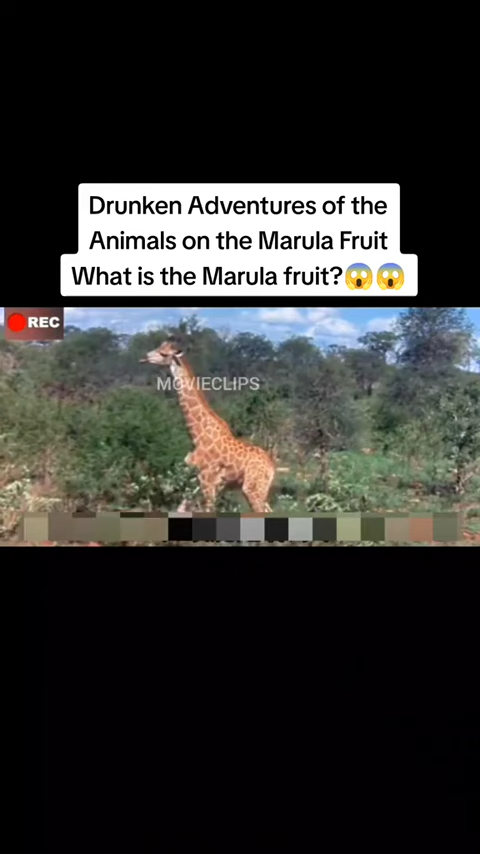 Drunken Adventures of the
Animals on the Marula Fruit
What is the Marula fruit?😱😱
REC
MOVIECLIPS